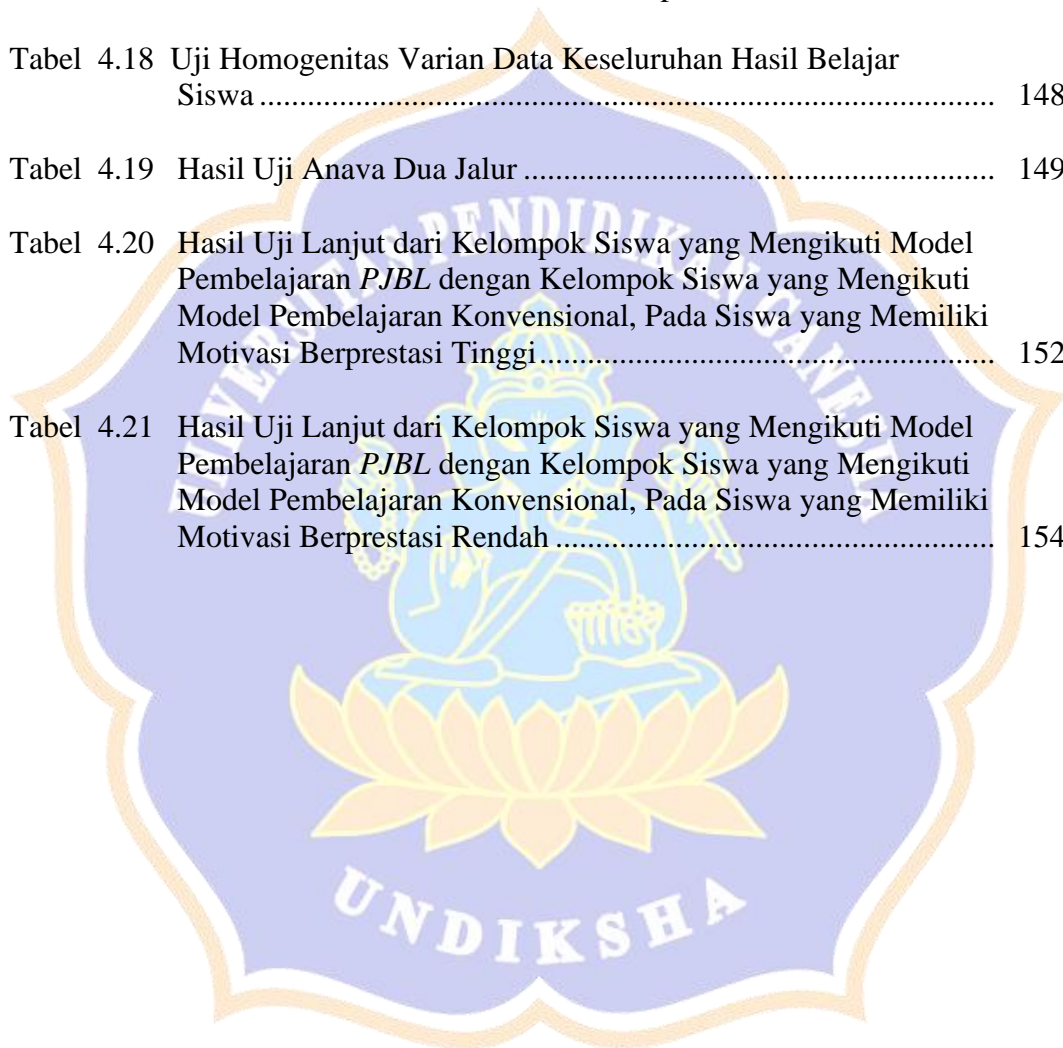 Tabel 4.18 Uji Homogenitas Varian Data Keseluruhan Hasil Belajar
Siswa ............................................................................................ 148
Tabel 4.19 Hasil Uji Anava Dua Jalur ........................................................... 149
Tabel 4.20 Hasil Uji Lanjut dari Kelompok Siswa yang Mengikuti Model
Pembelajaran PJBL dengan Kelompok Siswa yang Mengikuti
Model Pembelajaran Konvensional, Pada Siswa yang Memiliki
Motivasi Berprestasi Tinggi......................................................... 152
Tabel 4.21 Hasil Uji Lanjut dari Kelompok Siswa yang Mengikuti Model
Pembelajaran PJBL dengan Kelompok Siswa yang Mengikuti
Model Pembelajaran Konvensional, Pada Siswa yang Memiliki
Motivasi Berprestasi Rendah ....................................................... 154
UNIVERSITAS PENDIDIKAN GANESHA
UNDIKSHA